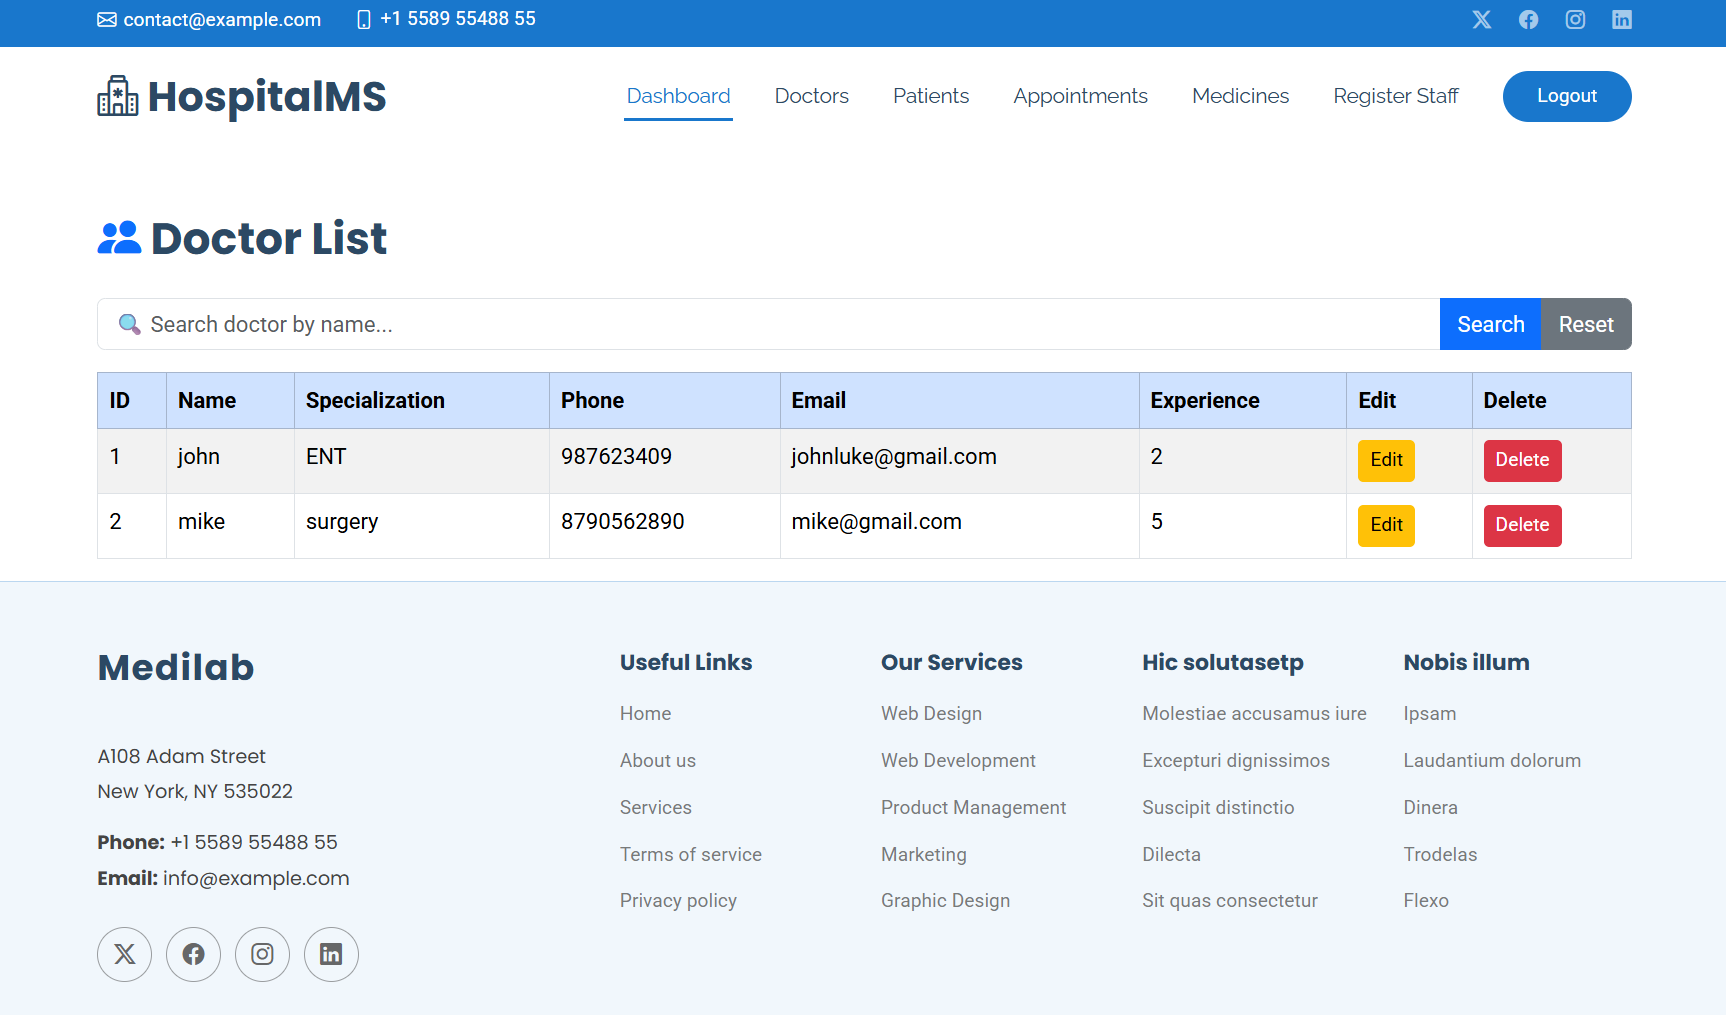 contact@example.com +1 5589 55488 55
HospitalMS Dashboard Doctors Patients Appointments Medicines Register Staff Logout
Doctor List
Search doctor by name... Search Reset
ID Name Specialization Phone Email Experience Edit Delete
1 john ENT 987623409 johnluke@gmail.com 2 Edit Delete
2 mike surgery 8790562890 mike@gmail.com 5 Edit Delete
Medilab
A108 Adam Street
New York, NY 535022
Phone: +1 5589 55488 55
Email: info@example.com
Useful Links
Home
About us
Services
Terms of service
Privacy policy
Our Services
Web Design
Web Development
Product Management
Marketing
Graphic Design
Hic solutasetp
Molestiae accusamus iure
Excepturi dignissimos
Suscipit distinctio
Dilecta
Sit quas consectetur
Nobis illum
Ipsam
Laudantium dolorum
Dinera
Trodelas
Flexo